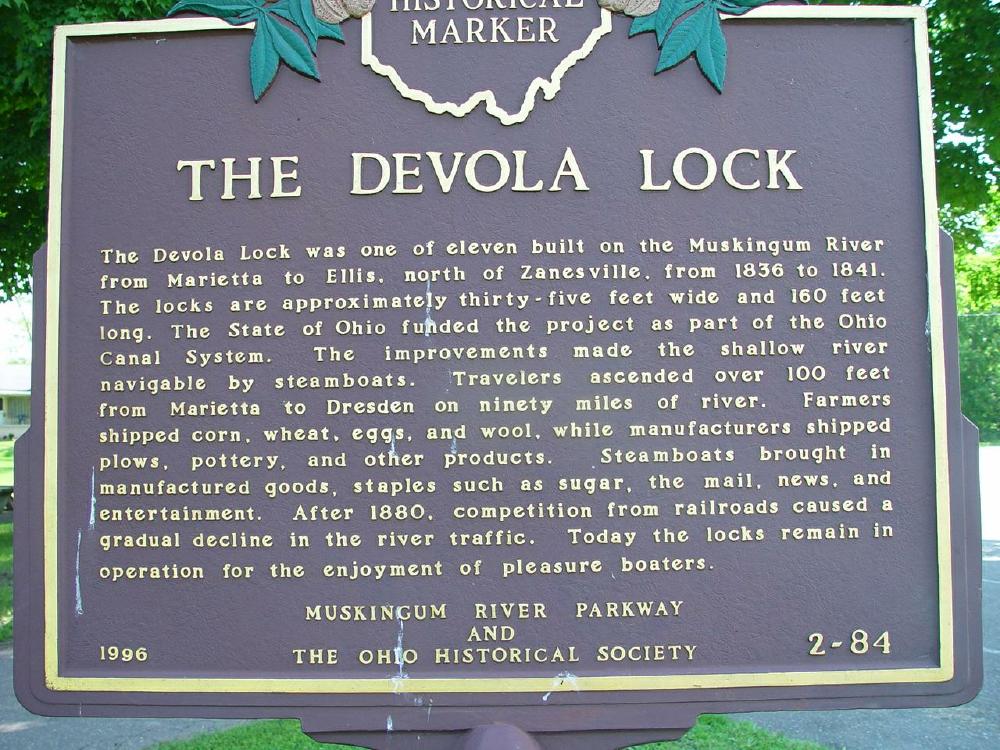 HISTORICAL
MARKER
THE DEVOLA LOCK
The Devola Lock was one of eleven built on the Muskingum River
from Marietta to Ellis, north of Zanesville, from 1836 to 1841.
The locks are approximately thirty-five feet wide and 160 feet
long. The State of Ohio funded the project as part of the Ohio
Canal System. The improvements made the shallow river
navigable by steamboats. Travelers ascended over 100 feet
from Marietta to Dresden on ninety miles of river. Farmers
shipped corn, wheat, eggs, and wool, while manufacturers shipped
plows, pottery, and other products. Steamboats brought in
manufactured goods, staples such as sugar, the mail, news, and
entertainment. After 1880, competition from railroads caused a
gradual decline in the river traffic. Today the locks remain in
operation for the enjoyment of pleasure boaters.
MUSKINGUM RIVER PARKWAY
AND
1996 THE OHIO HISTORICAL SOCIETY 2-84